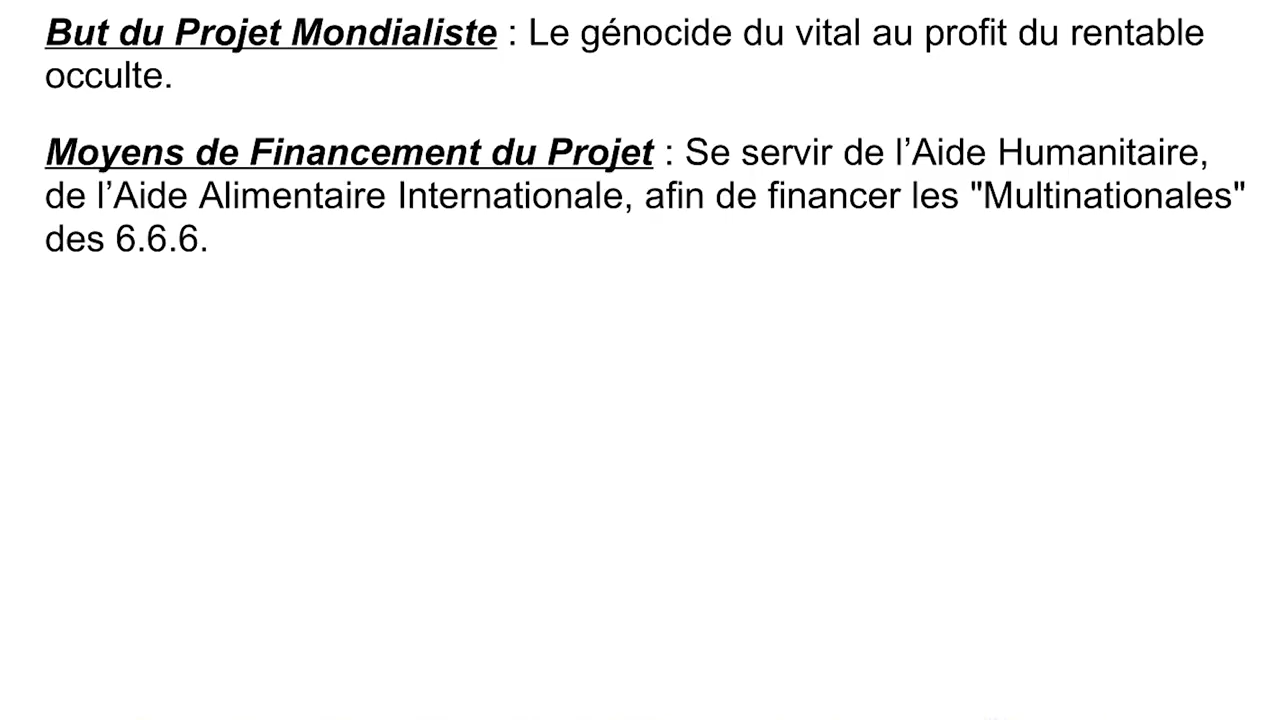 But du Projet Mondialiste : Le génocide du vital au profit du rentable
occulte.
Moyens de Financement du Projet : Se servir de l’Aide Humanitaire,
de l’Aide Alimentaire Internationale, afin de financer les "Multinationales"
des 6.6.6.